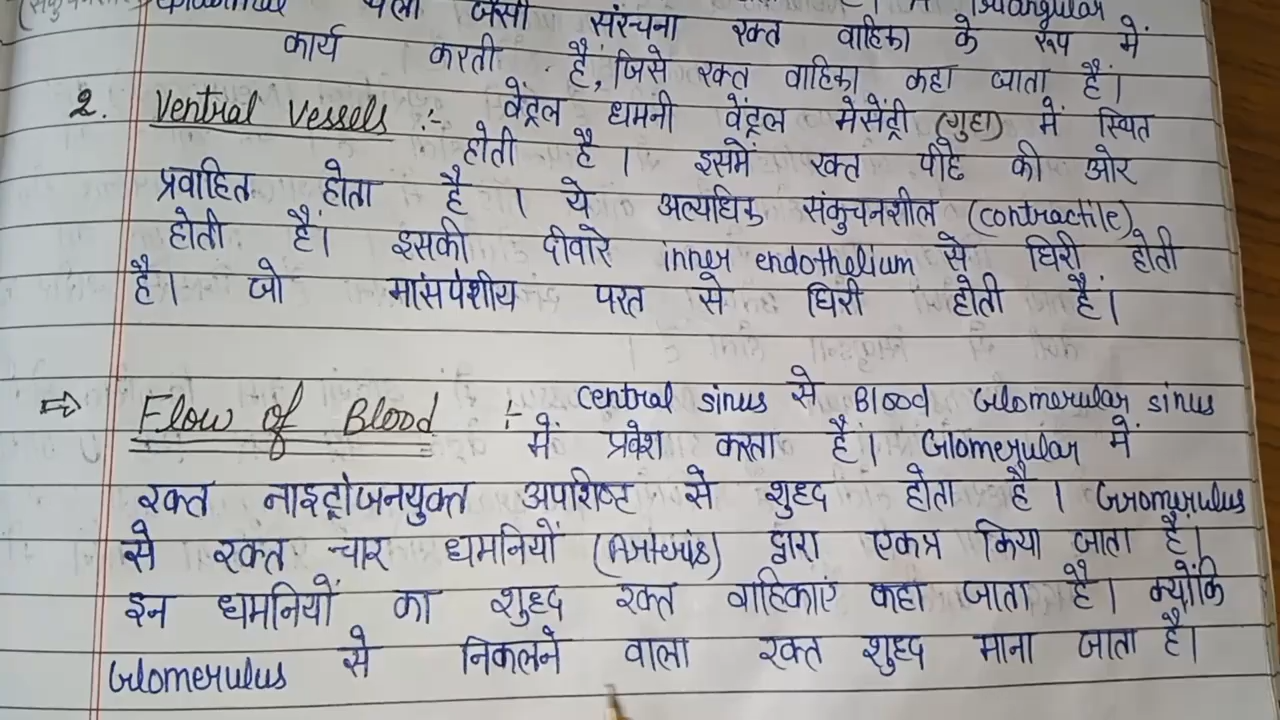 थैली जैसी संरचना रक्त वाहिका के रूप में
कार्य करती है, जिसे रक्त वाहिका कहा जाता है।
2. Ventral Vessels :- वेंट्रल धमनी वेंट्रल मेसेंट्री (गुहा) में स्थित
होती है । इसमें रक्त पीछे की ओर
प्रवाहित होता है । ये अत्यधिक संकुचनशील (contractile)
होती है। इसकी दीवारे inner endothelium से घिरी होती
है। जो मांसपेशीय परत से घिरी होती है।
⇒ Flow of Blood :- central sinus से Blood Glomerular sinus
में प्रवेश करता है। Glomerular में
रक्त नाइट्रोजनयुक्त अपशिष्ट से शुध्द होता है । Glomerulus
से रक्त चार धमनियों द्वारा एकत्र किया जाता है।
इन धमनियों का शुध्द रक्त वाहिकाएं कहा जाता है। क्योंकि
Glomerulus से निकलने वाला रक्त शुध्द माना जाता है।